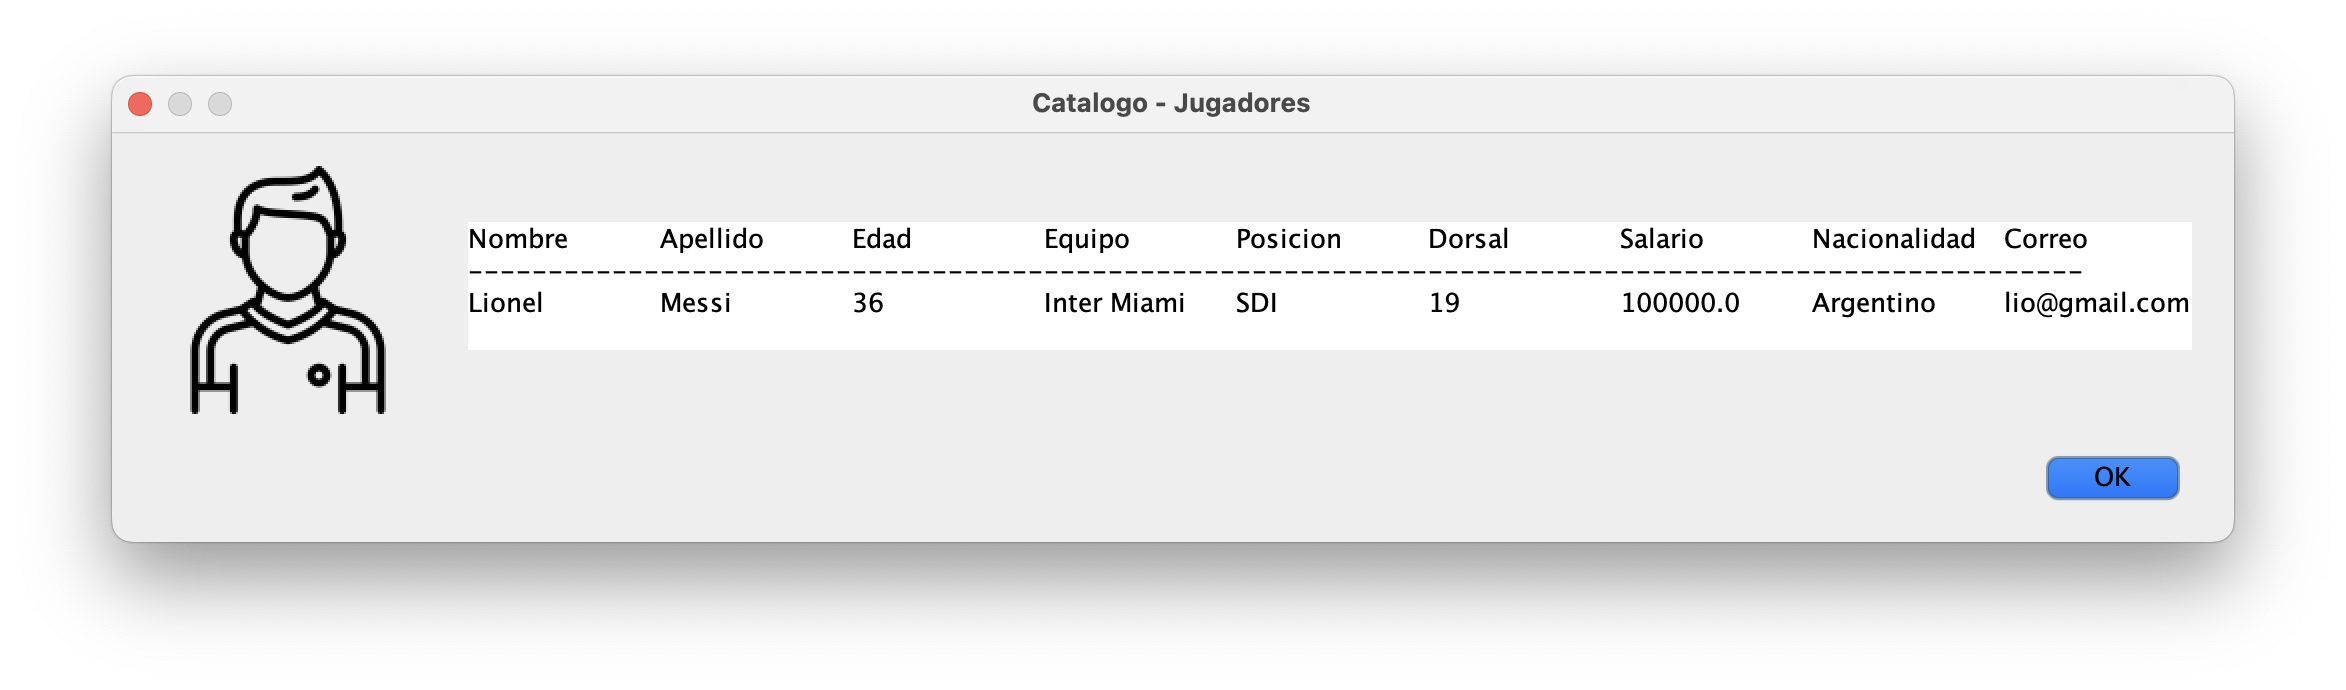 Catalogo - Jugadores
Nombre Apellido Edad Equipo Posicion Dorsal Salario Nacionalidad Correo
-----------------------------------------------------------------------------------------------------
Lionel Messi 36 Inter Miami SDI 19 100000.0 Argentino lio@gmail.com
OK